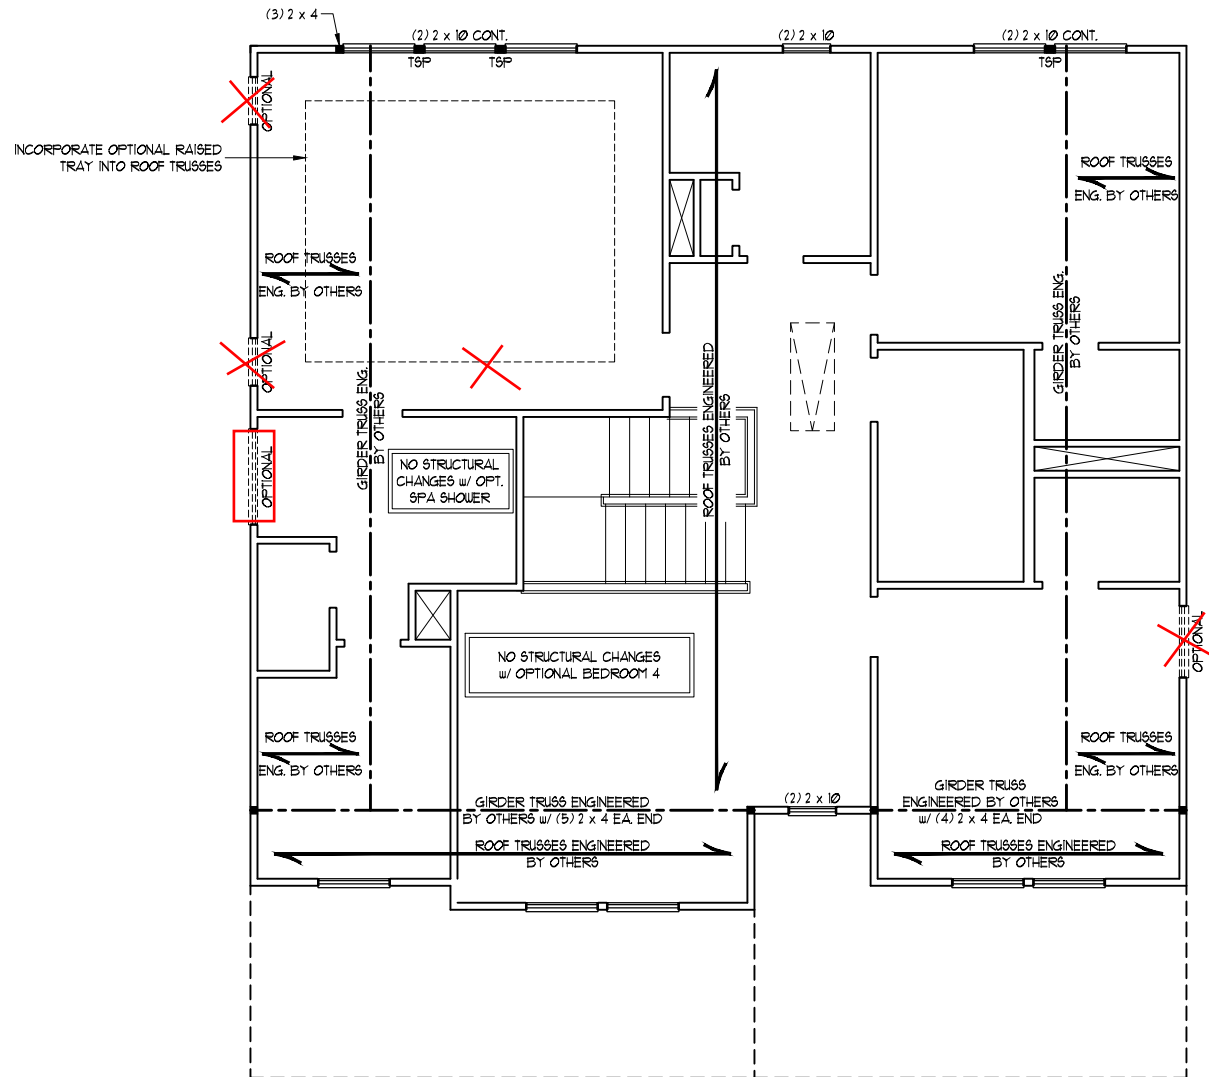 (3) 2 x 4
(2) 2 x 10 CONT.
(2) 2 x 10
(2) 2 x 10 CONT.
TSP
TSP
TSP
OPTIONAL
INCORPORATE OPTIONAL RAISED
TRAY INTO ROOF TRUSSES
ROOF TRUSSES
ENG. BY OTHERS
ROOF TRUSSES
ENG. BY OTHERS
OPTIONAL
GIRDER TRUSS ENG.
BY OTHERS
ROOF TRUSSES ENGINEERED
BY OTHERS
GIRDER TRUSS ENG.
BY OTHERS
OPTIONAL
NO STRUCTURAL
CHANGES w/ OPT.
SPA SHOWER
NO STRUCTURAL CHANGES
w/ OPTIONAL BEDROOM 4
OPTIONAL
ROOF TRUSSES
ENG. BY OTHERS
ROOF TRUSSES
ENG. BY OTHERS
GIRDER TRUSS ENGINEERED
BY OTHERS w/ (5) 2 x 4 EA. END
(2) 2 x 10
GIRDER TRUSS
ENGINEERED BY OTHERS
w/ (4) 2 x 4 EA. END
ROOF TRUSSES ENGINEERED
BY OTHERS
ROOF TRUSSES ENGINEERED
BY OTHERS